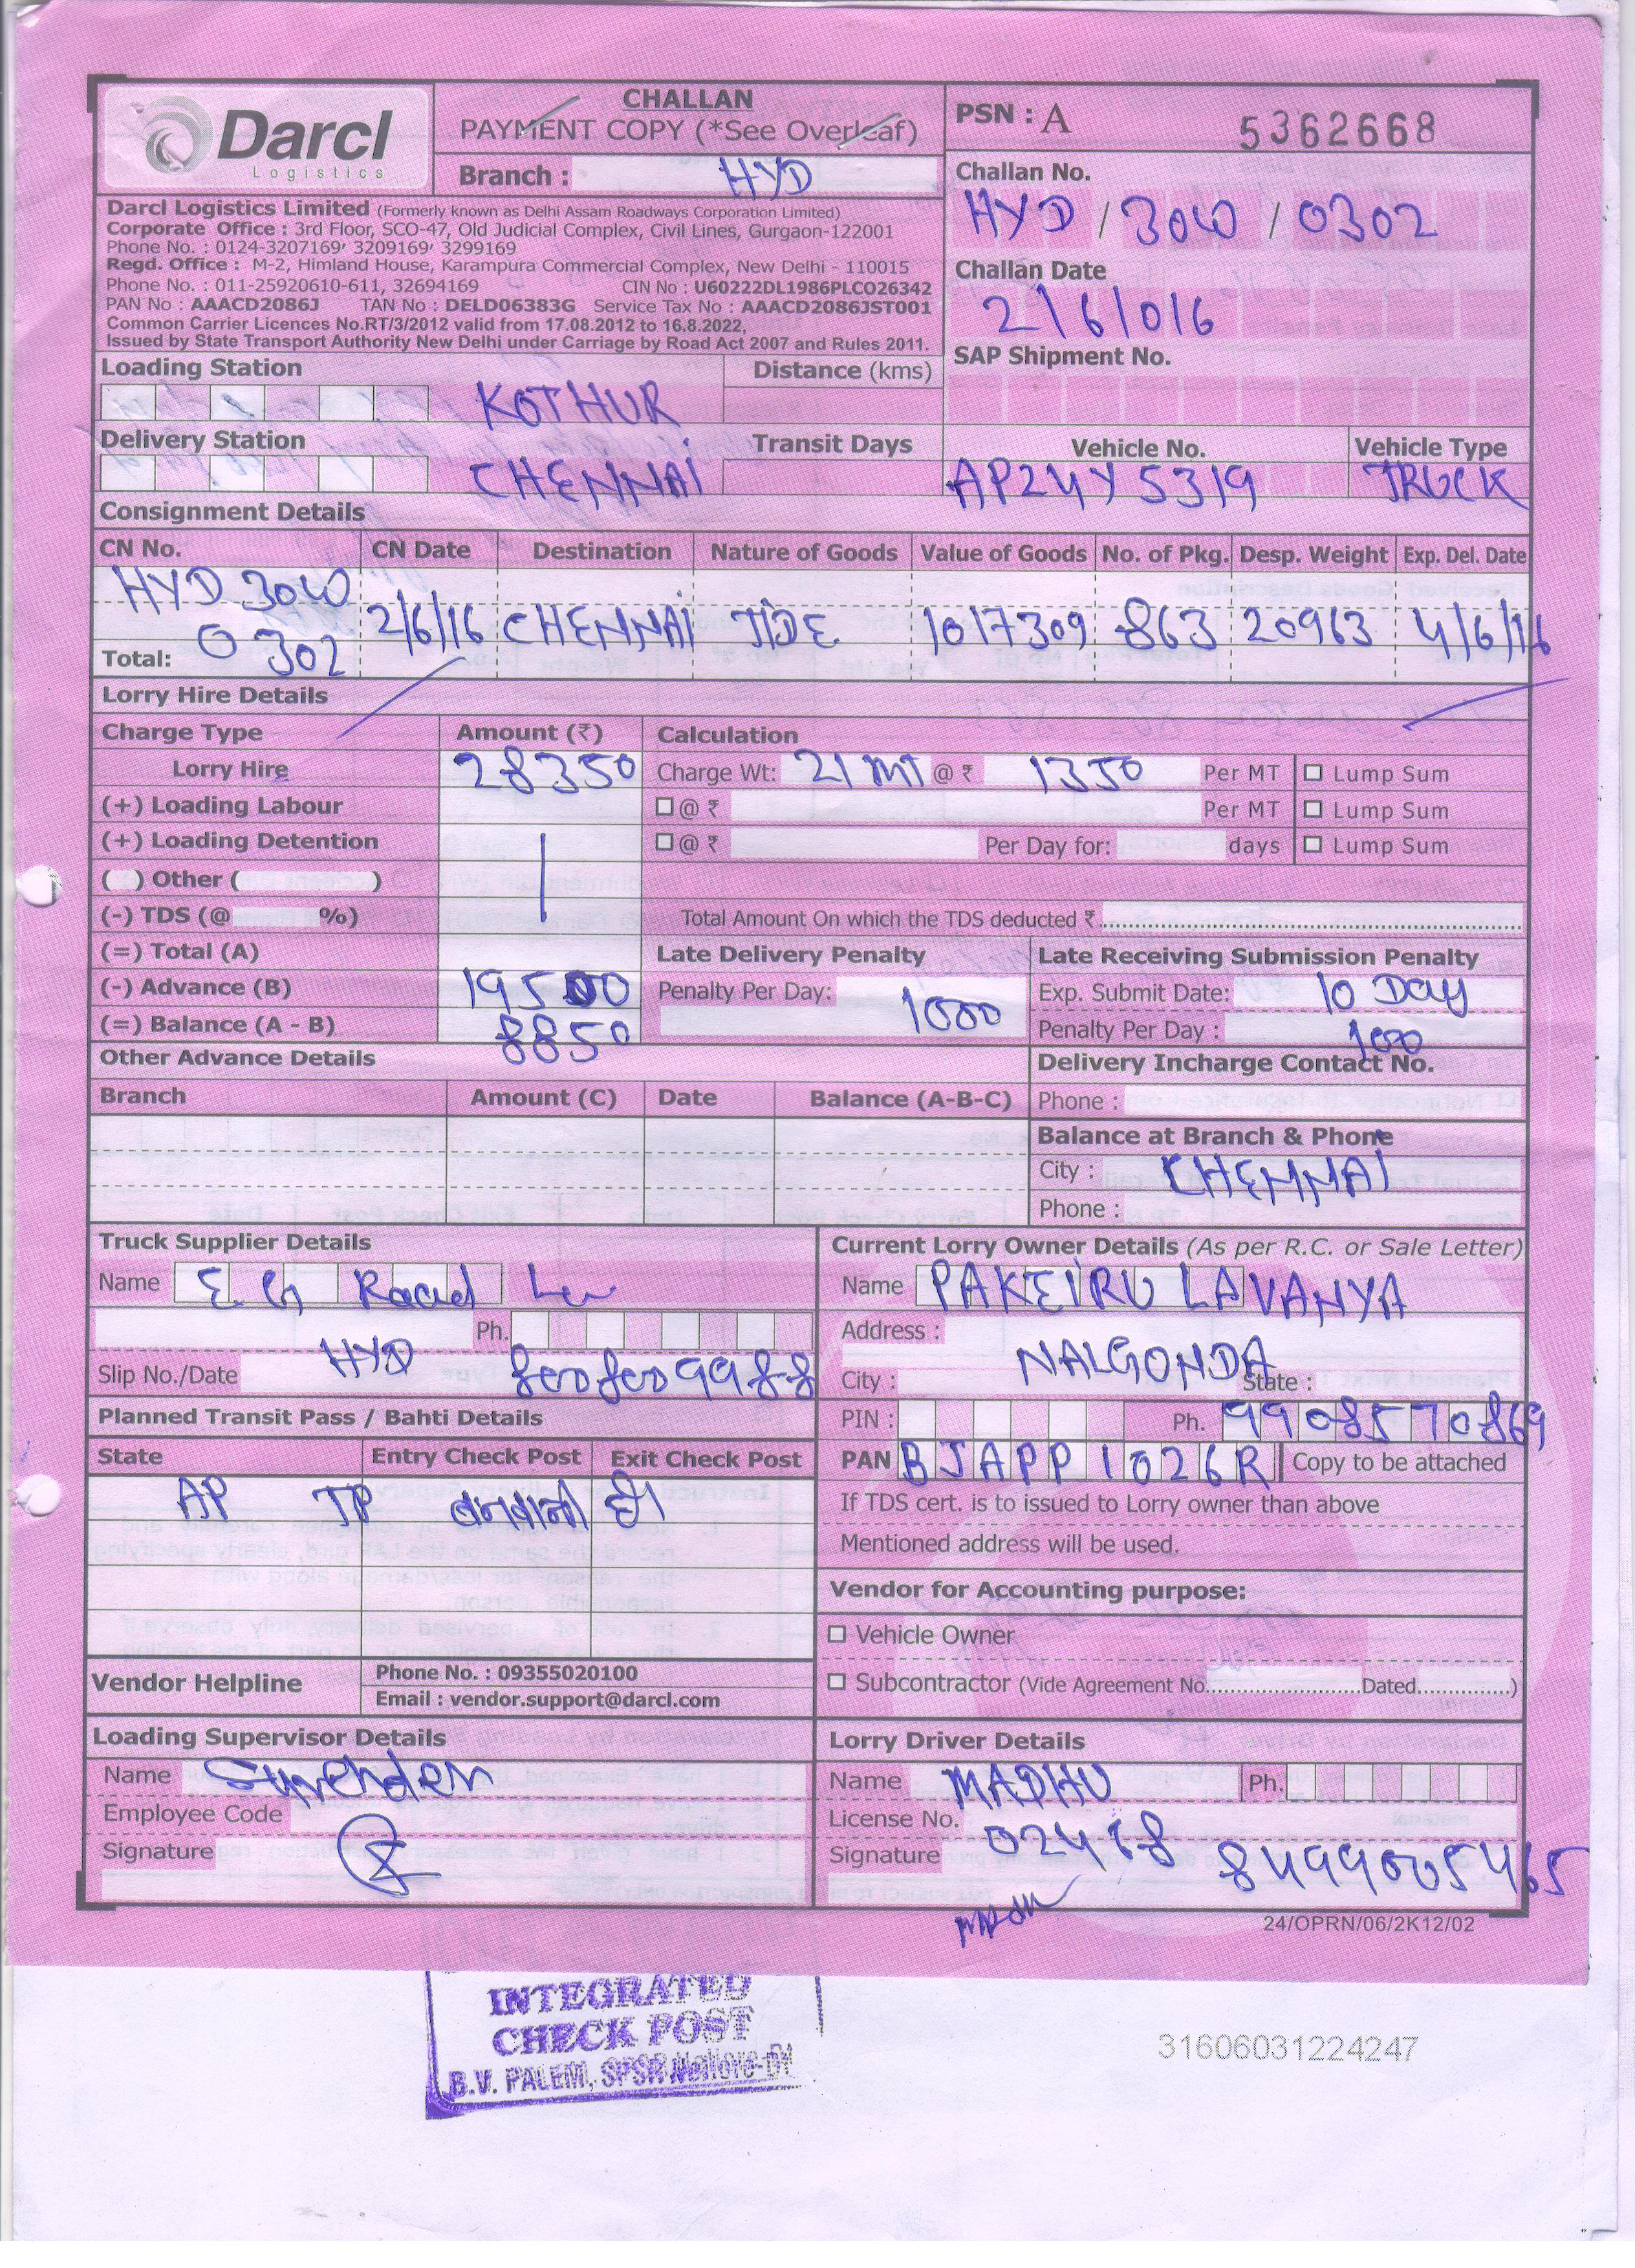 Darcl
Logistics
CHALLAN
PAYMENT COPY (*See Overleaf)
Branch : HYD
PSN : A 5362668
Challan No.
HYD / 3040 / 0302
Challan Date
2/6/016
SAP Shipment No.
Darcl Logistics Limited (Formerly known as Delhi Assam Roadways Corporation Limited)
Corporate Office : 3rd Floor, SCO-47, Old Judicial Complex, Civil Lines, Gurgaon-122001
Phone No. : 0124-3207169, 3209169, 3299169
Regd. Office : M-2, Himland House, Karampura Commercial Complex, New Delhi - 110015
Phone No. : 011-25920610-611, 32694169 CIN No : U60222DL1986PLCO26342
PAN No : AAACD2086J TAN No : DELD06383G Service Tax No : AAACD2086JST001
Common Carrier Licences No.RT/3/2012 valid from 17.08.2012 to 16.8.2022,
Issued by State Transport Authority New Delhi under Carriage by Road Act 2007 and Rules 2011.
Loading Station KOTHUR Distance (kms)
Delivery Station CHENNAI Transit Days
Vehicle No. Vehicle Type
AP24Y 5319 TRUCK
Consignment Details
CN No. CN Date Destination Nature of Goods Value of Goods No. of Pkg. Desp. Weight Exp. Del. Date
HYD 3040
0302 2/6/16 CHENNAI TIDE 1017309 863 20963 4/6/16
Total:
Lorry Hire Details
Charge Type Amount (₹) Calculation
Lorry Hire 28350 Charge Wt: 21 MT @ ₹ 1350 Per MT ☐ Lump Sum
(+) Loading Labour ☐ @ ₹ Per MT ☐ Lump Sum
(+) Loading Detention ☐ @ ₹ Per Day for: days ☐ Lump Sum
( ) Other ( )
(-) TDS (@ %) Total Amount On which the TDS deducted ₹
(=) Total (A) Late Delivery Penalty Late Receiving Submission Penalty
(-) Advance (B) 19500 Penalty Per Day: 1000 Exp. Submit Date: 10 Day
(=) Balance (A - B) 8850 Penalty Per Day : 1000
Other Advance Details Delivery Incharge Contact No.
Branch Amount (C) Date Balance (A-B-C) Phone :
Balance at Branch & Phone
City : CHENNAI
Phone :
Truck Supplier Details
Name E. G Road
Ph.
HYD
Slip No./Date 8008009988
Current Lorry Owner Details (As per R.C. or Sale Letter)
Name PAKEIRU LAVANYA
Address :
City : NALGONDA State :
PIN : Ph. 9908570869
PAN BJAPP1026R Copy to be attached
If TDS cert. is to issued to Lorry owner than above
Mentioned address will be used.
Planned Transit Pass / Bahti Details
State Entry Check Post Exit Check Post
AP TP
Vendor for Accounting purpose:
☐ Vehicle Owner
☐ Subcontractor (Vide Agreement No. Dated )
Vendor Helpline Phone No. : 09355020100
Email : vendor.support@darcl.com
Loading Supervisor Details
Name Surender
Employee Code
Signature
Lorry Driver Details
Name MADHU Ph.
License No.
02468
Signature 8499005465
24/OPRN/06/2K12/02
INTEGRATED
CHECK POST
B.V. PALEM, SPSR Nellore-Dt
31606031224247